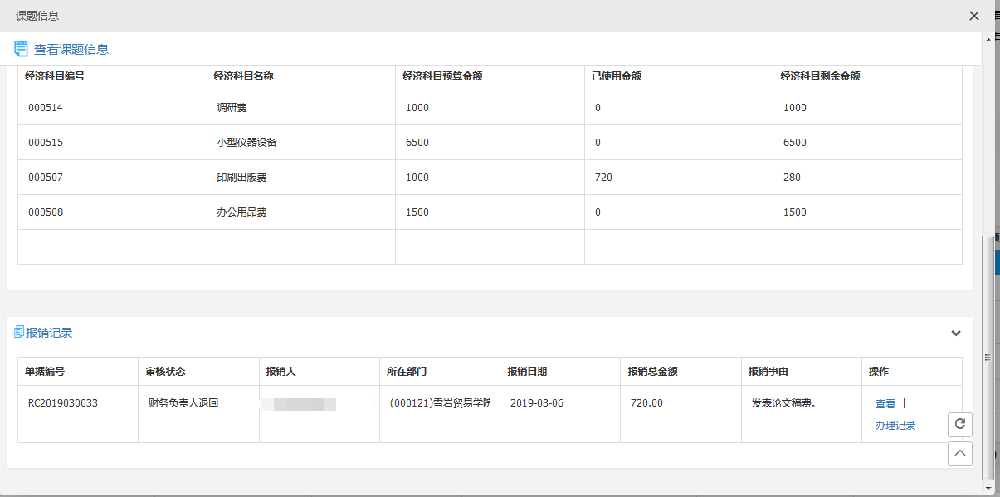 课题信息
查看课题信息
经济科目编号 经济科目名称 经济科目预算金额 已使用金额 经济科目剩余金额
000514 调研费 1000 0 1000
000515 小型仪器设备 6500 0 6500
000507 印刷出版费 1000 720 280
000508 办公用品费 1500 0 1500
报销记录
单据编号 审核状态 报销人 所在部门 报销日期 报销总金额 报销事由 操作
RC2019030033 财务负责人退回 (000121)雪岩贸易学院 2019-03-06 720.00 发表论文稿费。 查看 |
办理记录